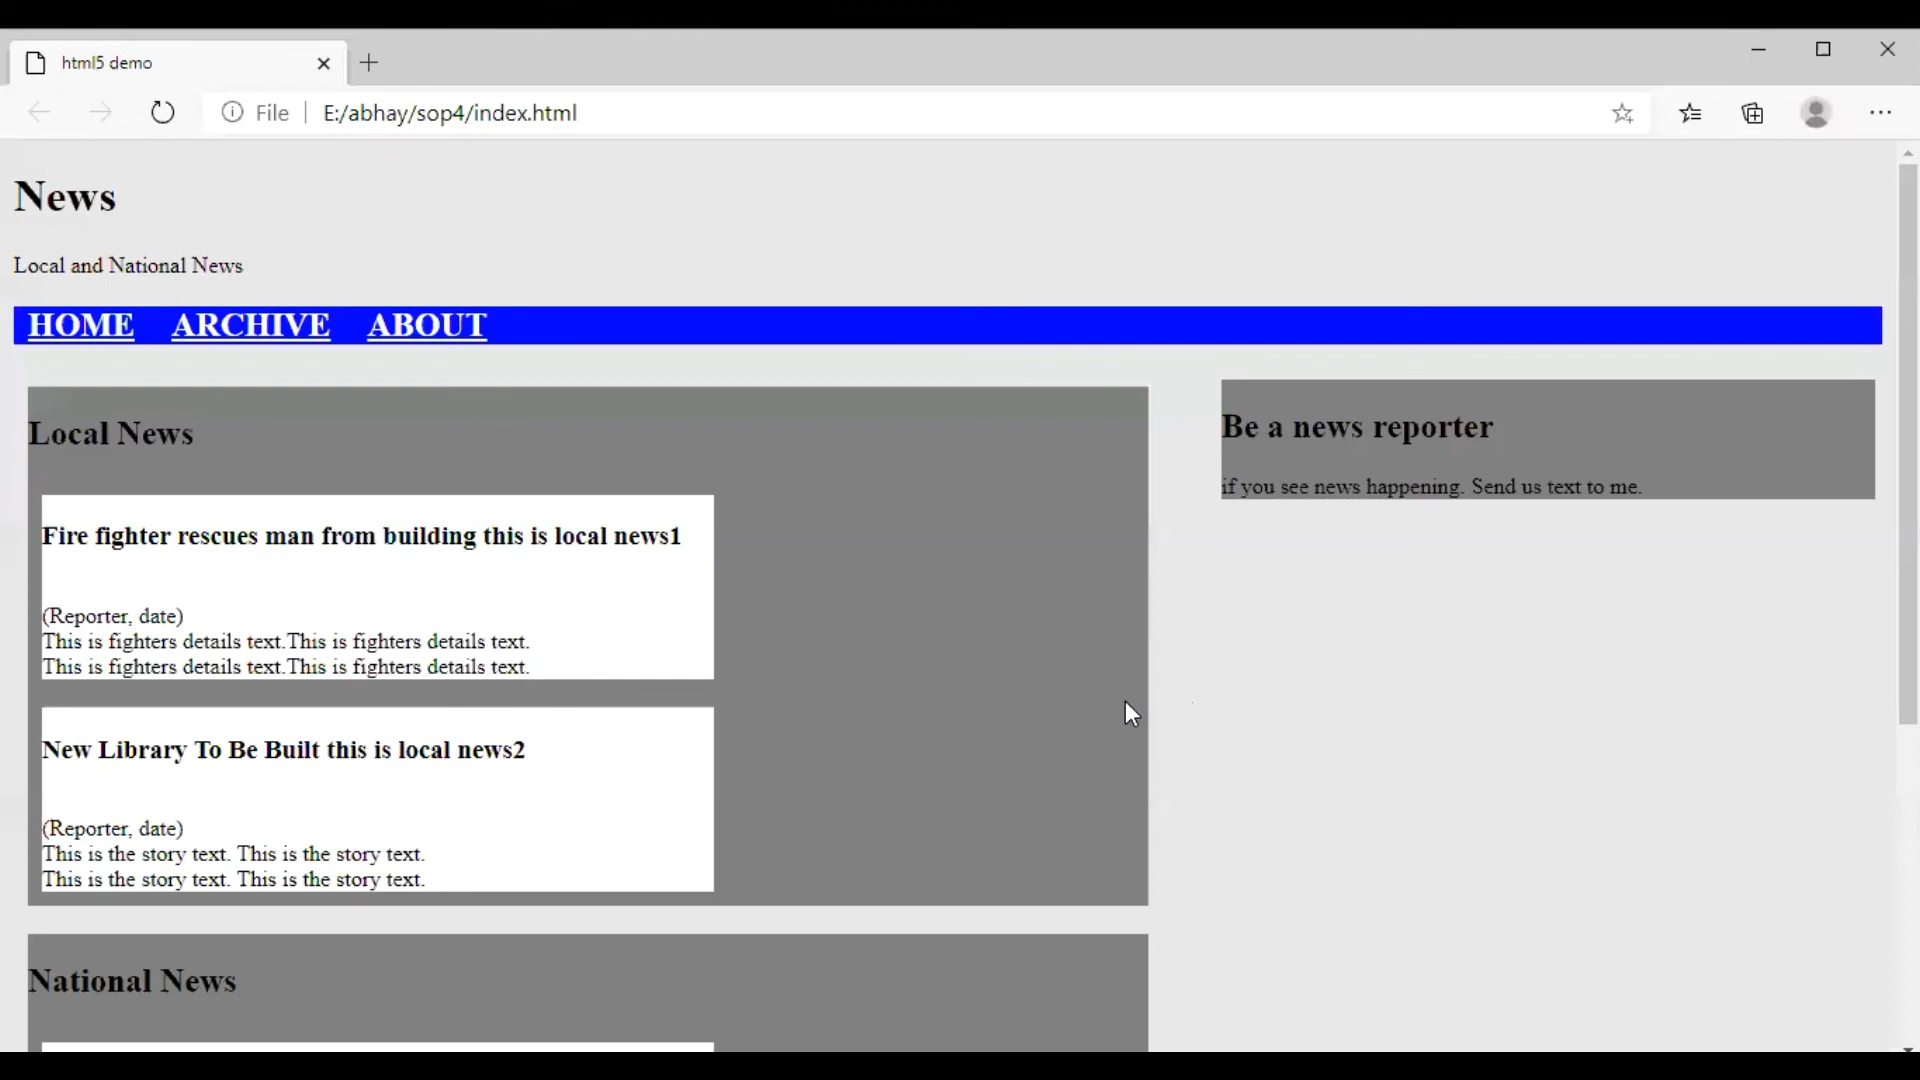 html5 demo
File
E:/abhay/sop4/index.html
News
Local and National News
HOME ARCHIVE ABOUT
Local News
Fire fighter rescues man from building this is local news1
(Reporter, date)
This is fighters details text.This is fighters details text.
This is fighters details text.This is fighters details text.
New Library To Be Built this is local news2
(Reporter, date)
This is the story text. This is the story text.
This is the story text. This is the story text.
National News
Be a news reporter
if you see news happening. Send us text to me.